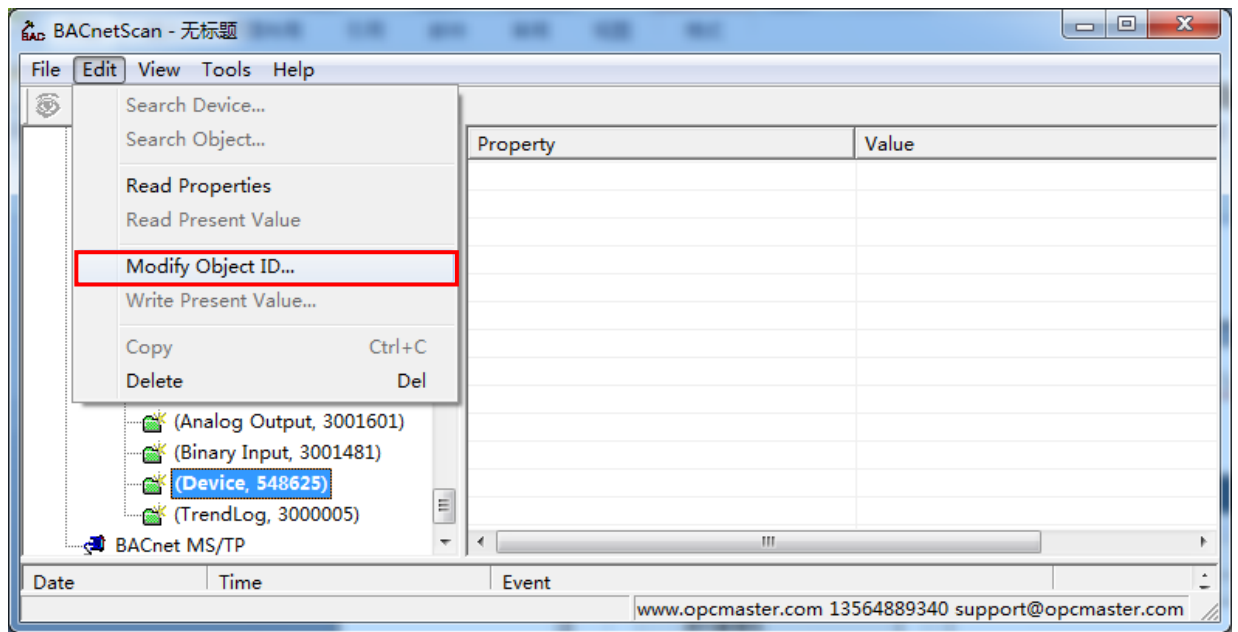 BACnetScan - 无标题
File Edit View Tools Help
Search Device...
Search Object...
Read Properties
Read Present Value
Modify Object ID...
Write Present Value...
Copy Ctrl+C
Delete Del
Property Value
(Analog Output, 3001601)
(Binary Input, 3001481)
(Device, 548625)
(TrendLog, 3000005)
BACnet MS/TP
Date Time Event
www.opcmaster.com 13564889340 support@opcmaster.com